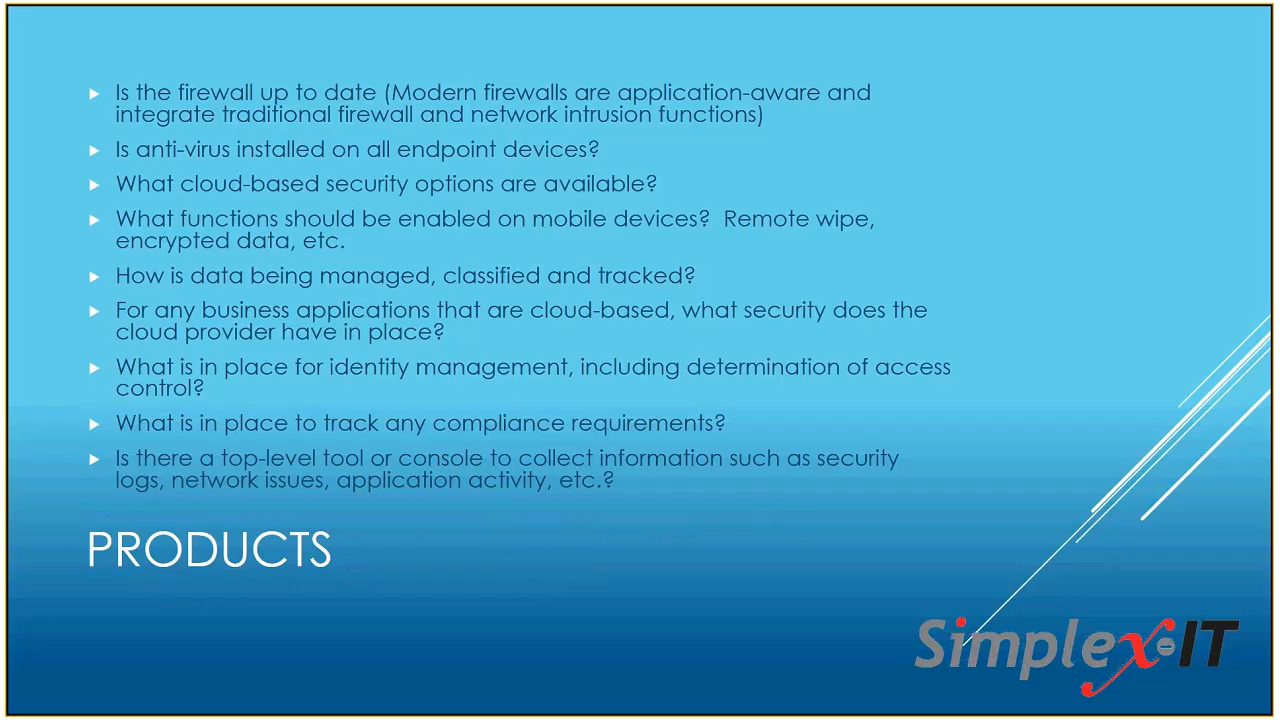 Is the firewall up to date (Modern firewalls are application-aware and
integrate traditional firewall and network intrusion functions)
Is anti-virus installed on all endpoint devices?
What cloud-based security options are available?
What functions should be enabled on mobile devices?  Remote wipe,
encrypted data, etc.
How is data being managed, classified and tracked?
For any business applications that are cloud-based, what security does the
cloud provider have in place?
What is in place for identity management, including determination of access
control?
What is in place to track any compliance requirements?
Is there a top-level tool or console to collect information such as security
logs, network issues, application activity, etc.?
PRODUCTS
Simplex-IT